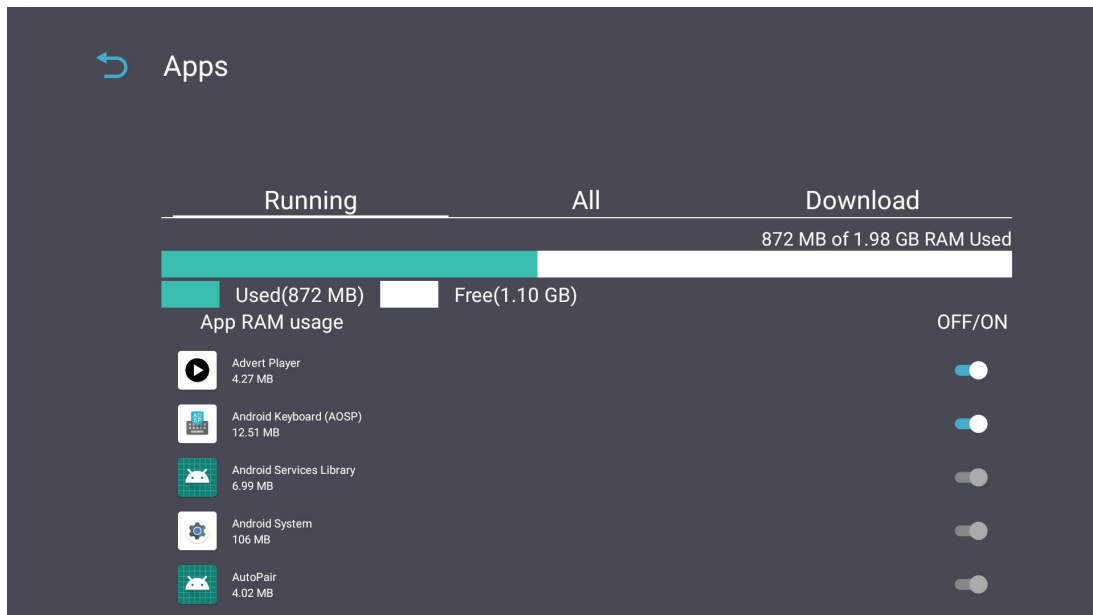 Apps
Running All Download
872 MB of 1.98 GB RAM Used
Used(872 MB) Free(1.10 GB)
App RAM usage OFF/ON
Advert Player
4.27 MB
Android Keyboard (AOSP)
12.51 MB
Android Services Library
6.99 MB
Android System
106 MB
AutoPair
4.02 MB